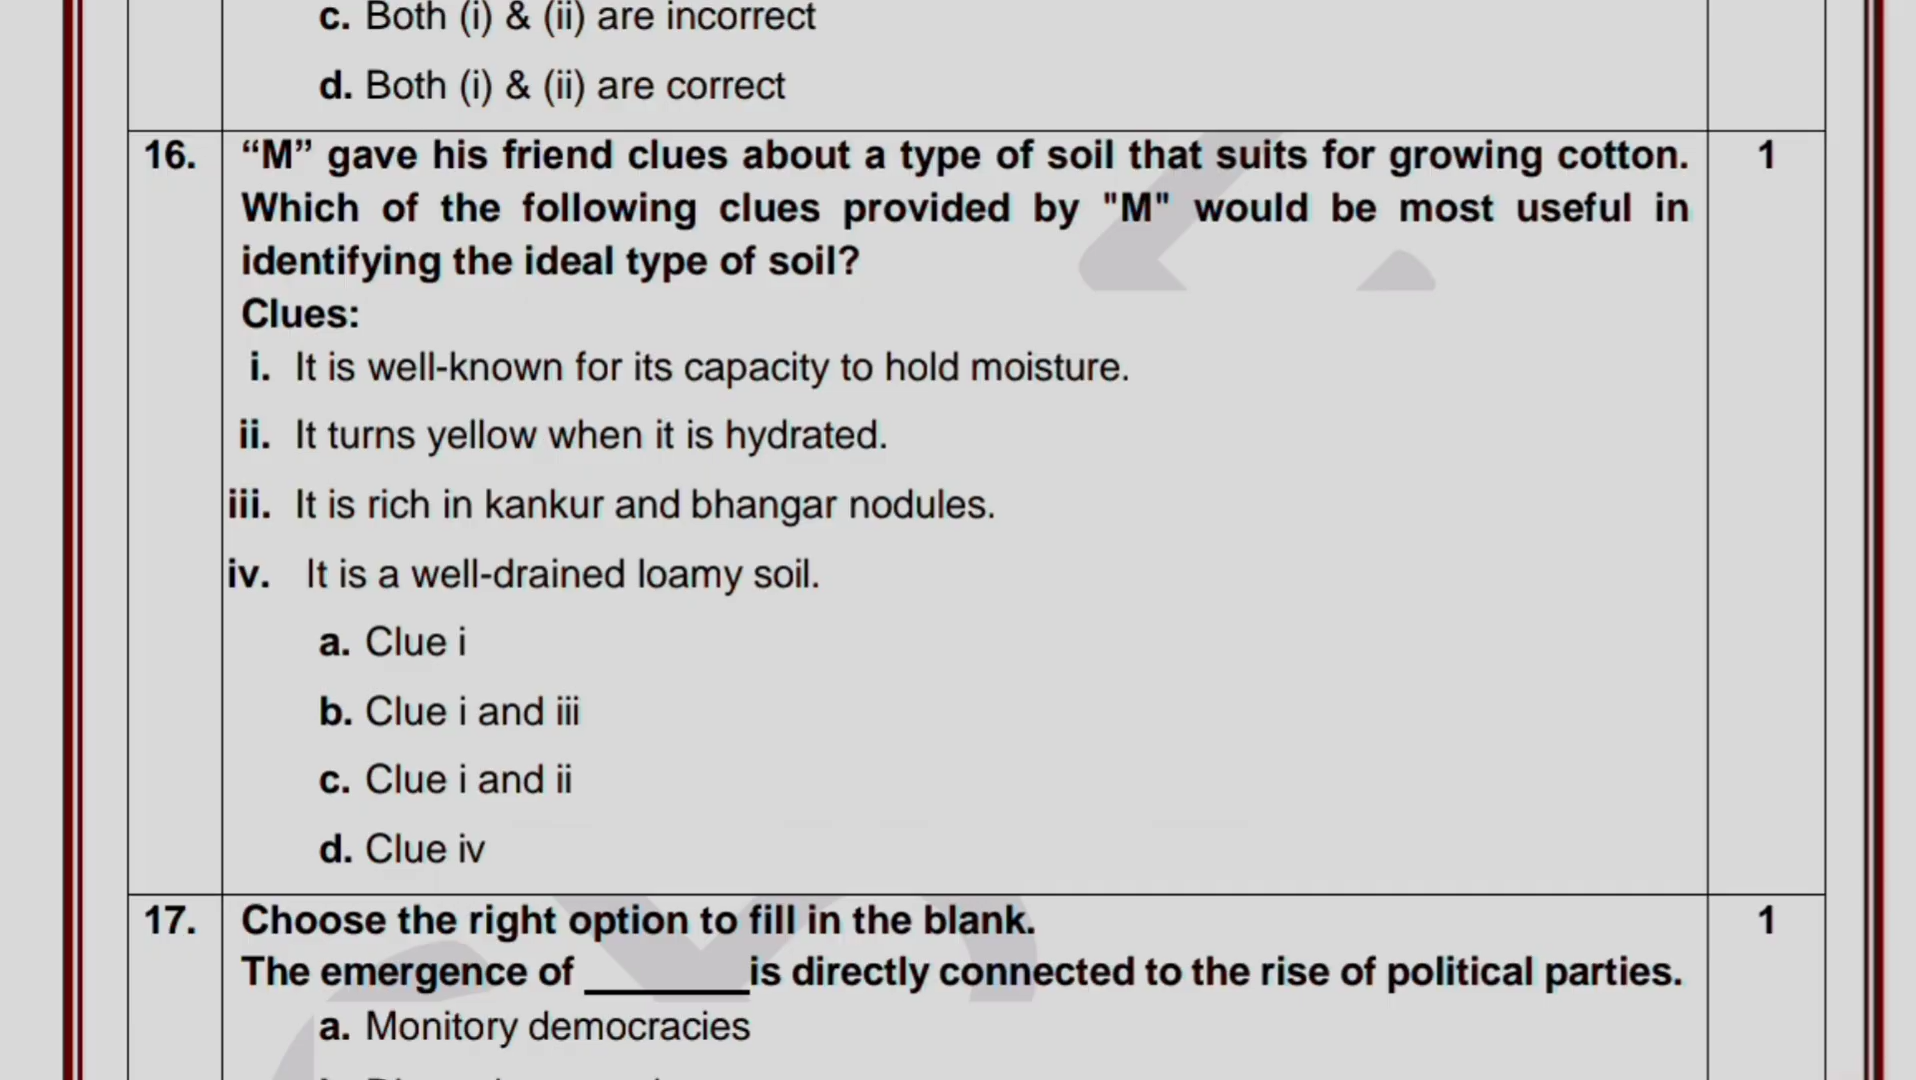 c. Both (i) & (ii) are incorrect
d. Both (i) & (ii) are correct
16. “M” gave his friend clues about a type of soil that suits for growing cotton. 1
Which of the following clues provided by "M" would be most useful in
identifying the ideal type of soil?
Clues:
i. It is well-known for its capacity to hold moisture.
ii. It turns yellow when it is hydrated.
iii. It is rich in kankur and bhangar nodules.
iv. It is a well-drained loamy soil.
a. Clue i
b. Clue i and iii
c. Clue i and ii
d. Clue iv
17. Choose the right option to fill in the blank. 1
The emergence of ________is directly connected to the rise of political parties.
a. Monitory democracies